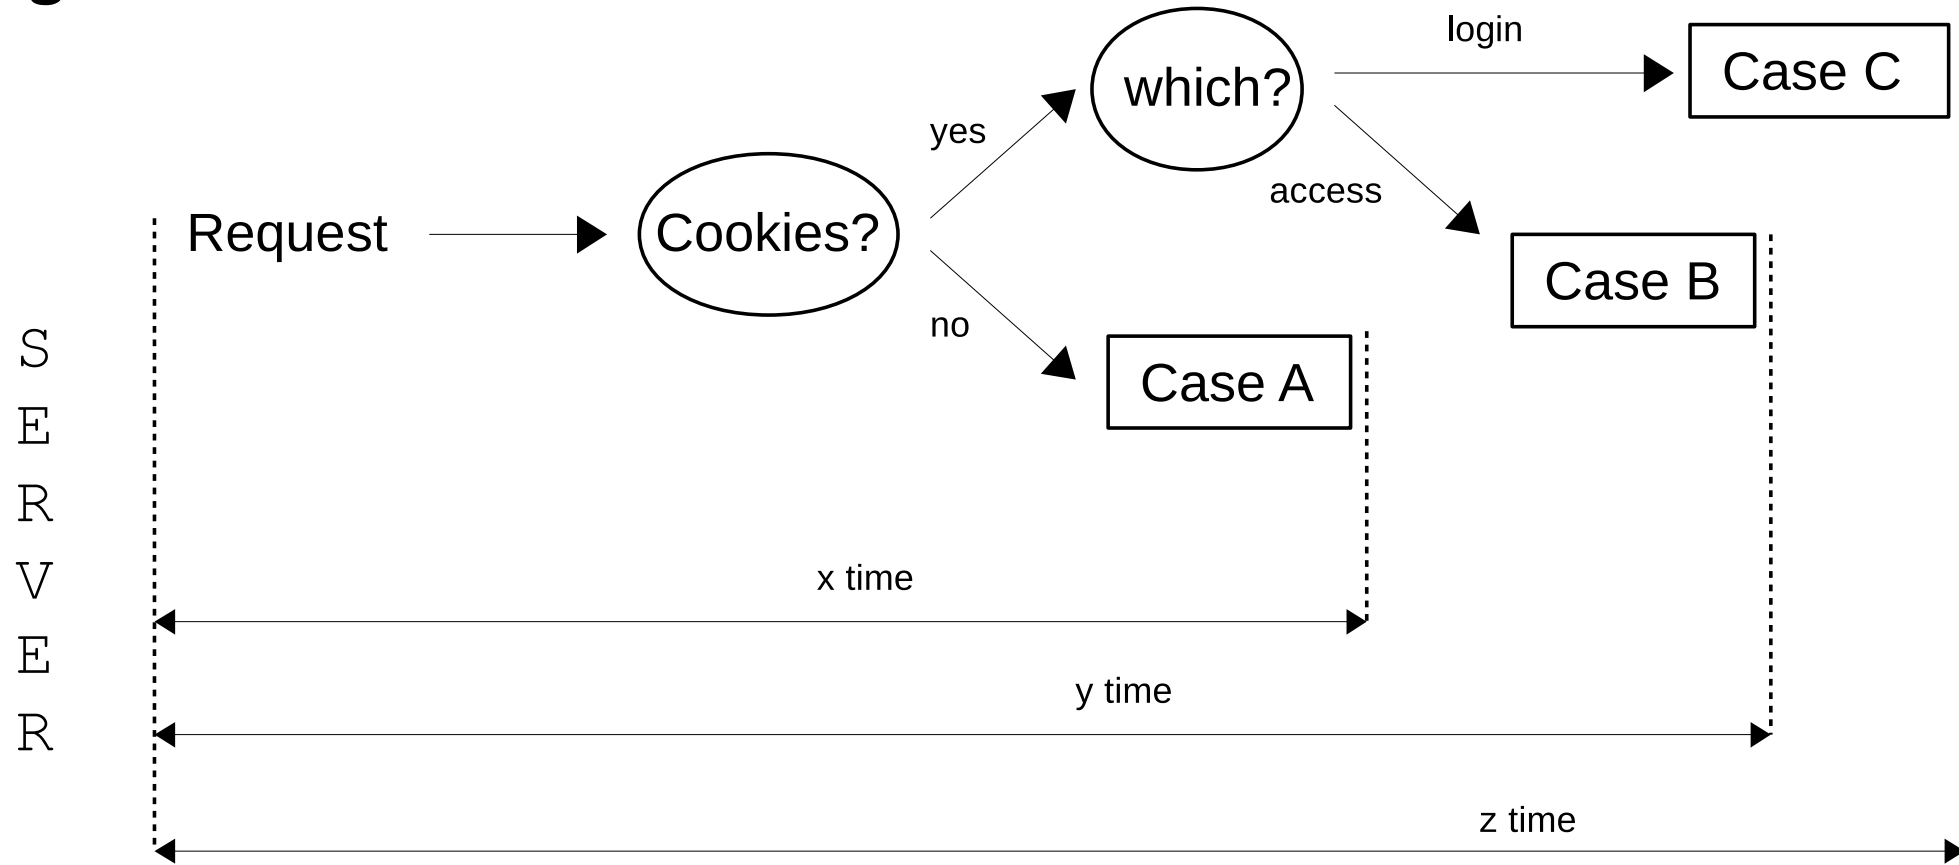 login
which?
Case C
yes
access
Request
Cookies?
Case B
no
Case A
S
E
R
V
E
R
x time
y time
z time